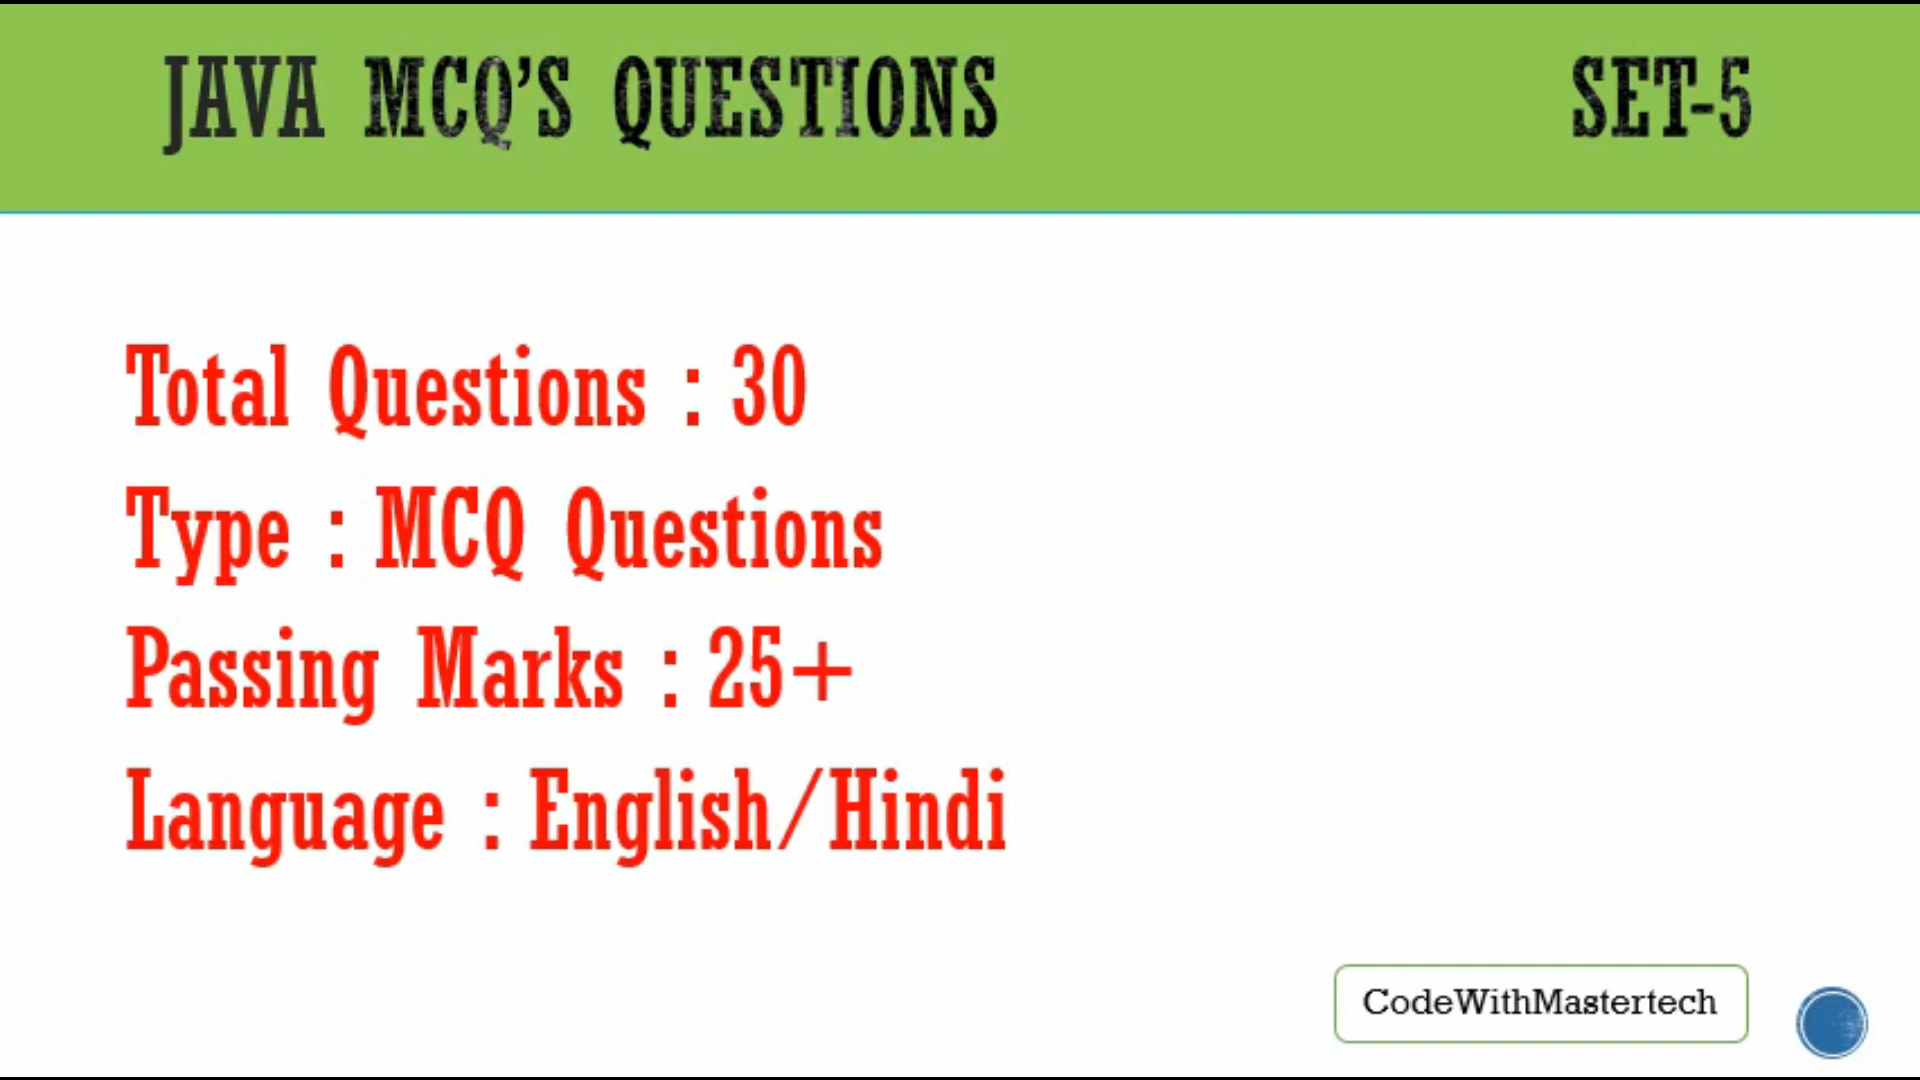 JAVA MCQ’S QUESTIONS SET-5
Total Questions : 30
Type : MCQ Questions
Passing Marks : 25+
Language : English/Hindi
CodeWithMastertech